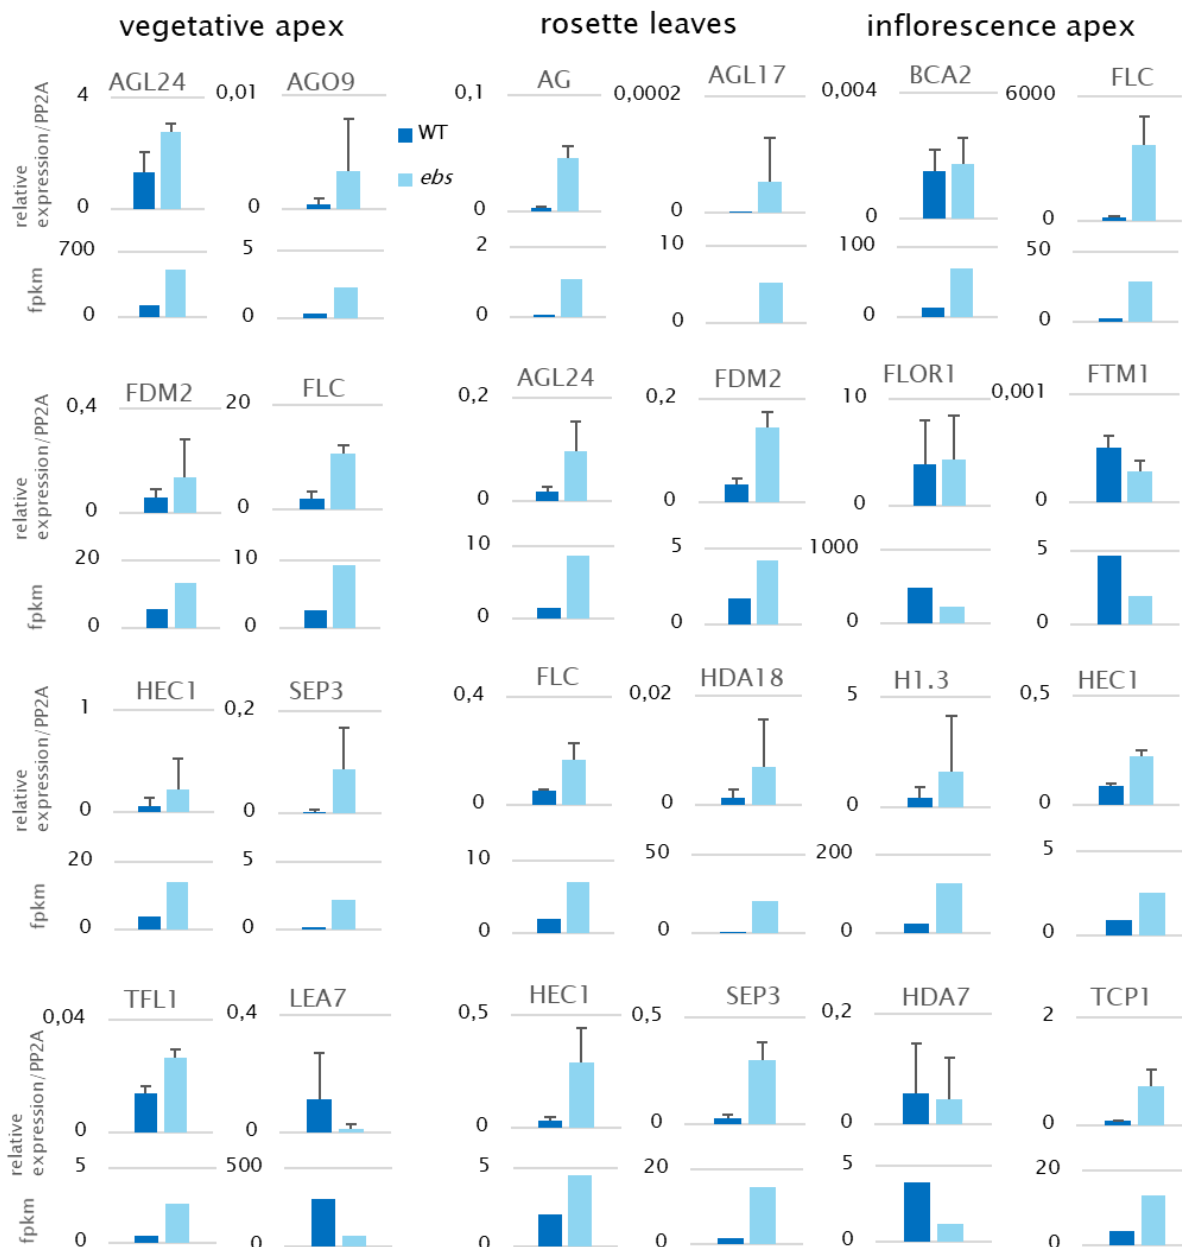 vegetative apex rosette leaves inflorescence apex
AGL24 AGO9 AG AGL17 BCA2 FLC
4 0,01 0,1 0,0002 0,004 6000
WT
ebs
relative
expression/PP2A
0 0 0 0 0 0
700 5 2 10 100 50
fpkm
0 0 0 0 0 0
FDM2 FLC AGL24 FDM2 FLOR1 FTM1
0,4 20 0,2 0,2 10 0,001
relative
expression/PP2A
0 0 0 0 0 0
20 10 10 5 1000 5
fpkm
0 0 0 0 0 0
HEC1 SEP3 FLC HDA18 H1.3 HEC1
1 0,2 0,4 0,02 5 0,5
relative
expression/PP2A
0 0 0 0 0 0
20 5 10 50 200 5
fpkm
0 0 0 0 0 0
TFL1 LEA7 HEC1 SEP3 HDA7 TCP1
0,04 0,4 0,5 0,5 0,2 2
relative
expression/PP2A
0 0 0 0 0 0
5 500 5 20 5 20
fpkm
0 0 0 0 0 0